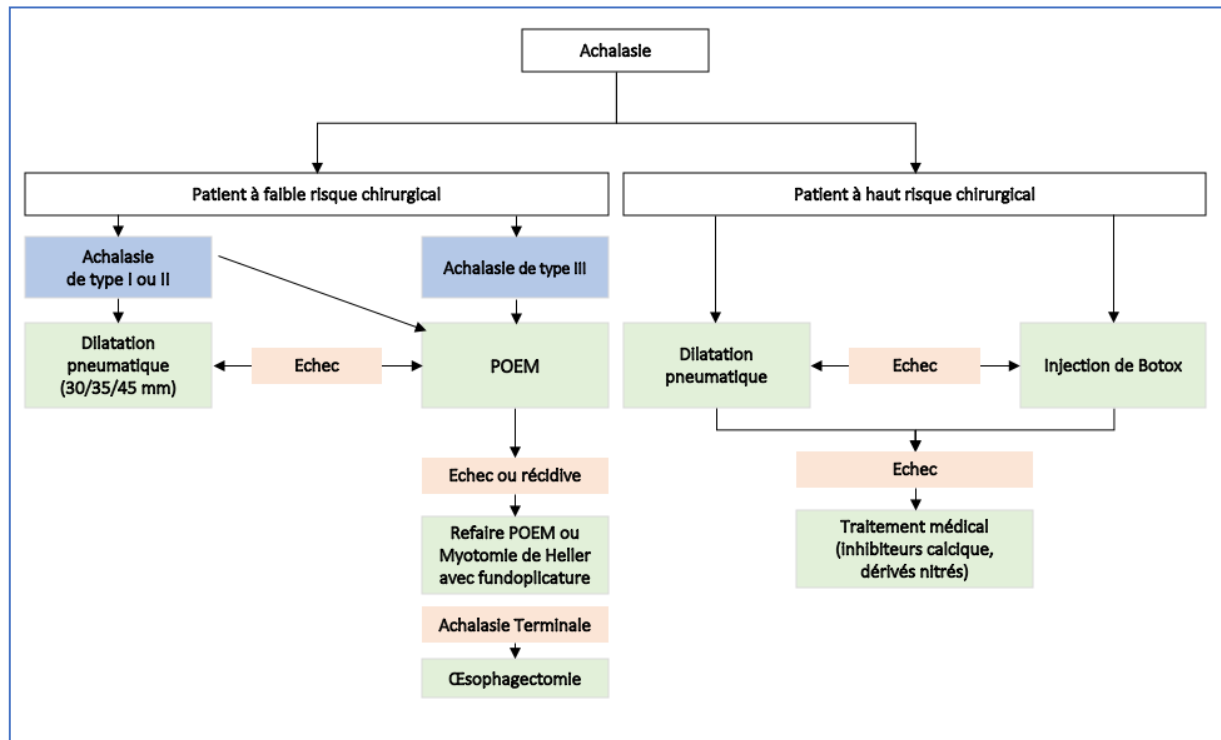 Achalasie
Patient à faible risque chirurgical
Patient à haut risque chirurgical
Achalasie
de type I ou II
Achalasie de type III
Dilatation
pneumatique
(30/35/45 mm)
Echec
POEM
Dilatation
pneumatique
Echec
Injection de Botox
Echec ou récidive
Echec
Refaire POEM ou
Myotomie de Heller
avec fundoplicature
Traitement médical
(inhibiteurs calcique,
dérivés nitrés)
Achalasie Terminale
Œsophagectomie